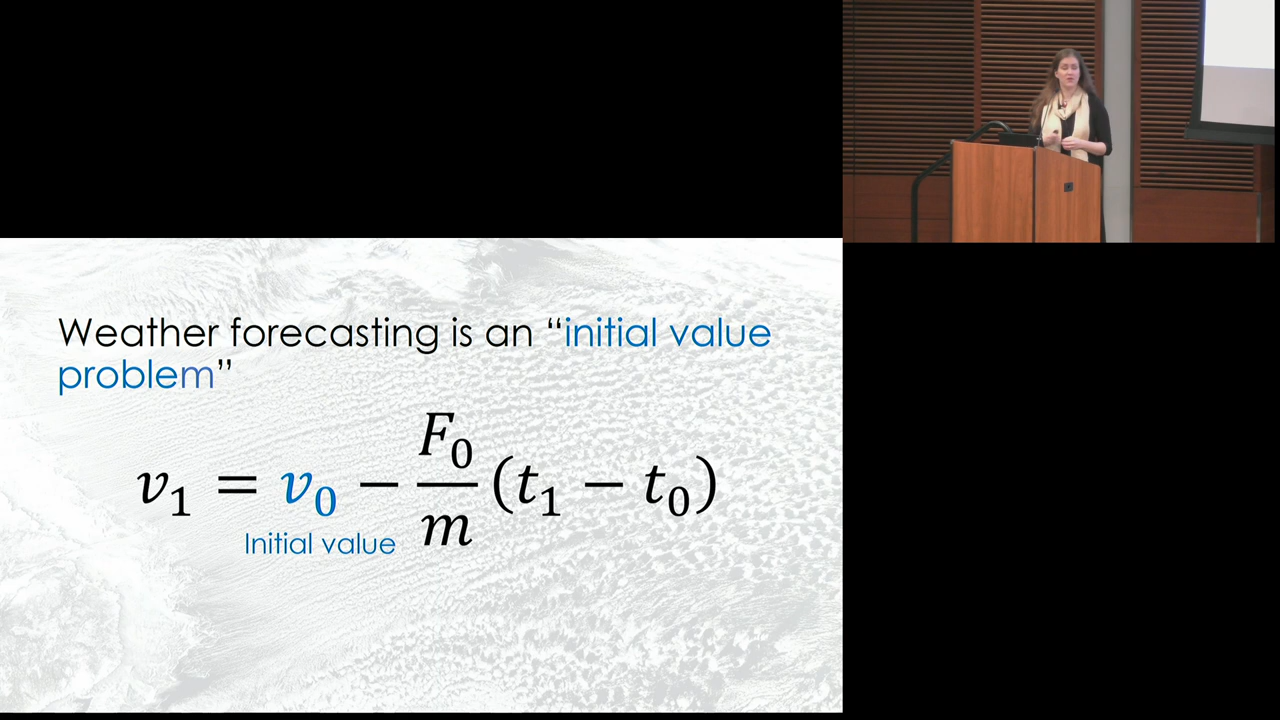 Weather forecasting is an “initial value
problem”
v₁ = v₀ − F₀/m (t₁ − t₀)
Initial value